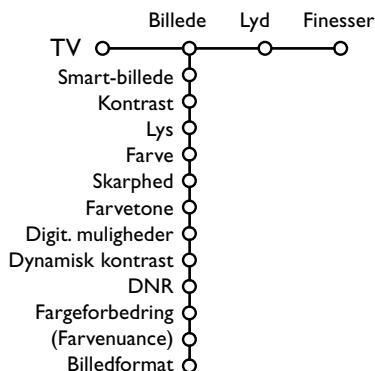 Billede Lyd Finesser
TV
Smart-billede
Kontrast
Lys
Farve
Skarphed
Farvetone
Digit. muligheder
Dynamisk kontrast
DNR
Fargeforbedring
(Farvenuance)
Billedformat